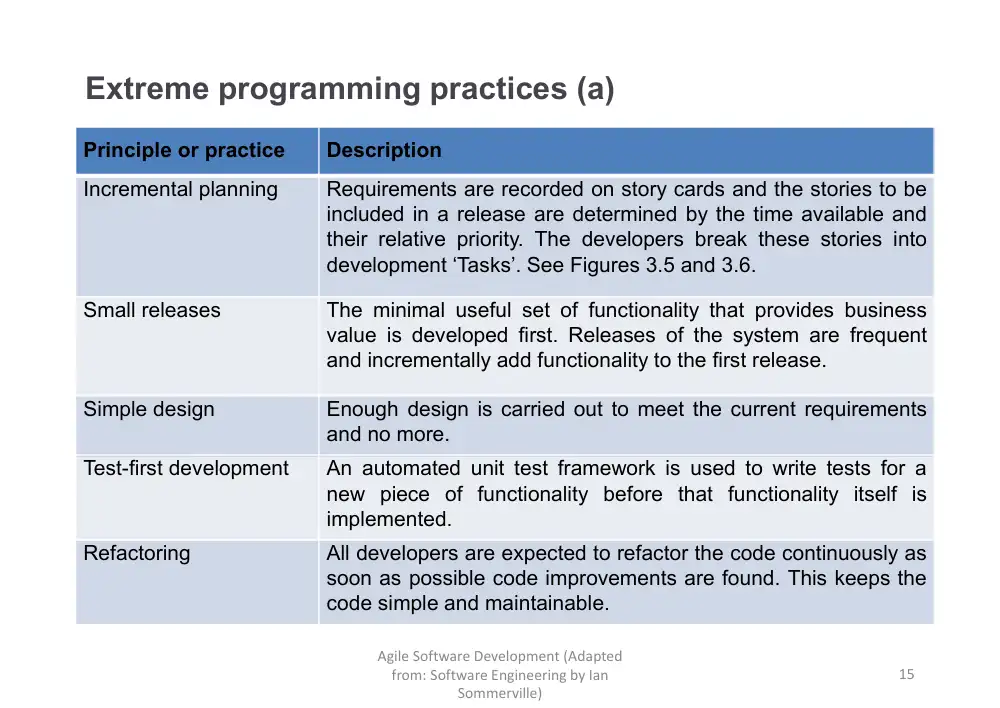 Extreme programming practices (a)
Principle or practice
Description
Incremental planning
Requirements are recorded on story cards and the stories to be
included in a release are determined by the time available and
their relative priority. The developers break these stories into
development ‘Tasks’. See Figures 3.5 and 3.6.
Small releases
The minimal useful set of functionality that provides business
value is developed first. Releases of the system are frequent
and incrementally add functionality to the first release.
Simple design
Enough design is carried out to meet the current requirements
and no more.
Test-first development
An automated unit test framework is used to write tests for a
new piece of functionality before that functionality itself is
implemented.
Refactoring
All developers are expected to refactor the code continuously as
soon as possible code improvements are found. This keeps the
code simple and maintainable.
Agile Software Development (Adapted
from: Software Engineering by Ian
Sommerville)
15